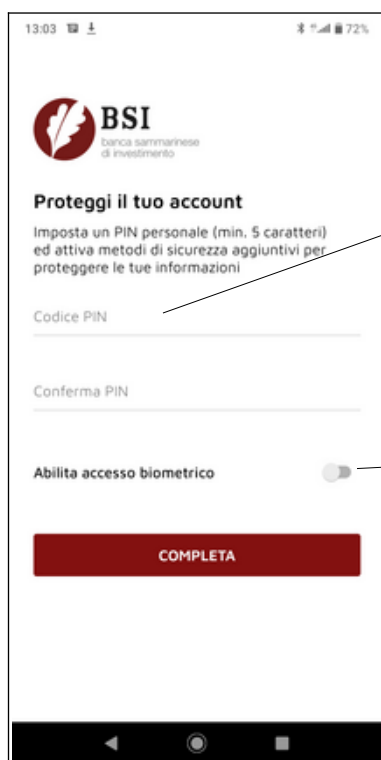 13:03
72%
BSI
banca sammarinese
di investimento
Proteggi il tuo account
Imposta un PIN personale (min. 5 caratteri)
ed attiva metodi di sicurezza aggiuntivi per
proteggere le tue informazioni
Codice PIN
Conferma PIN
Abilita accesso biometrico
COMPLETA